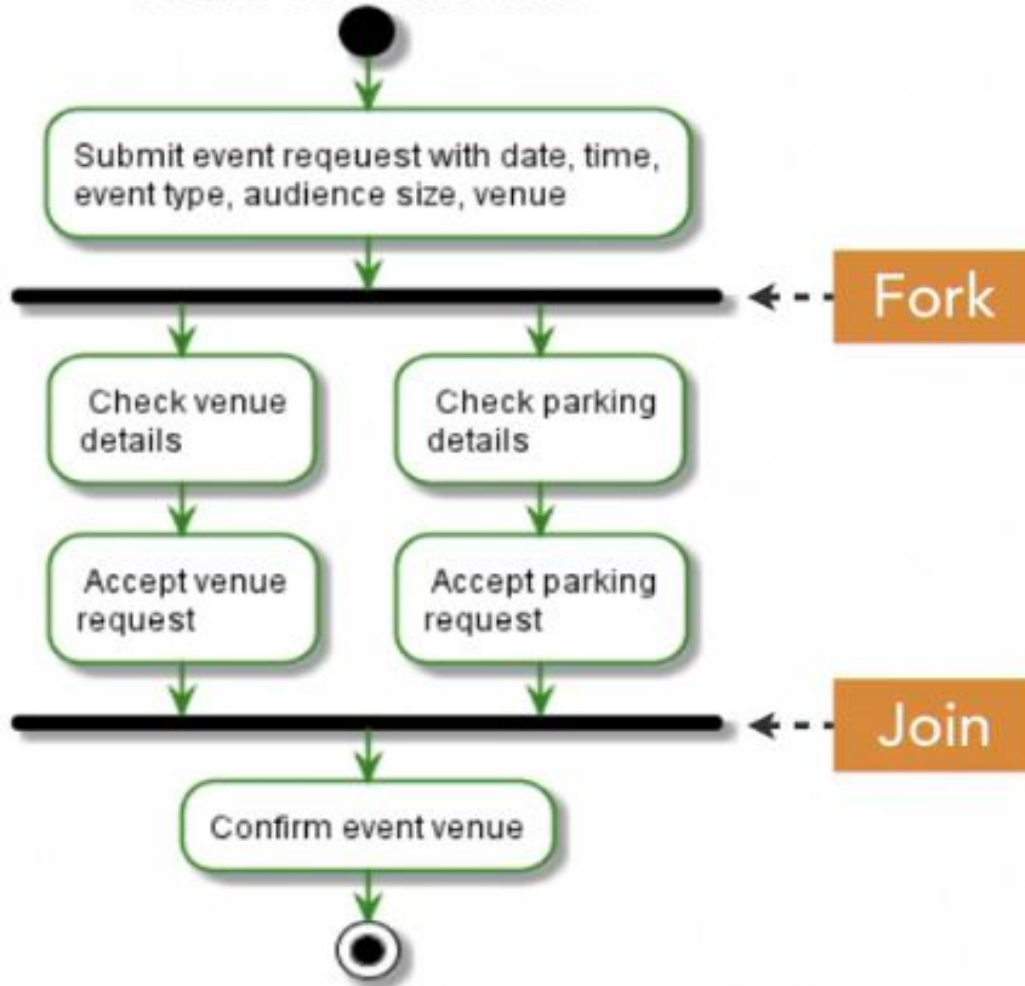 Submit event reqeuest with date, time,
event type, audience size, venue
Fork
Check venue
details
Check parking
details
Accept venue
request
Accept parking
request
Join
Confirm event venue